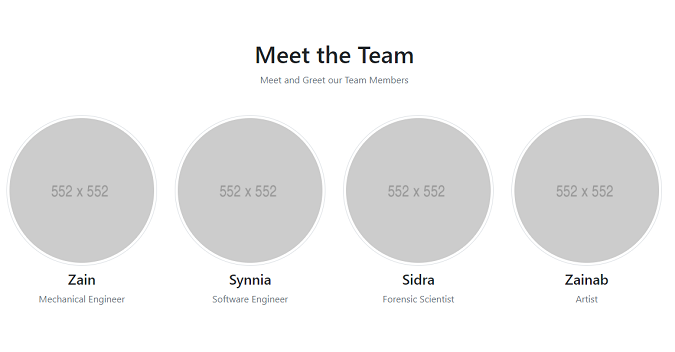 Meet the Team
Meet and Greet our Team Members
552 x 552
552 x 552
552 x 552
552 x 552
Zain
Synnia
Sidra
Zainab
Mechanical Engineer
Software Engineer
Forensic Scientist
Artist